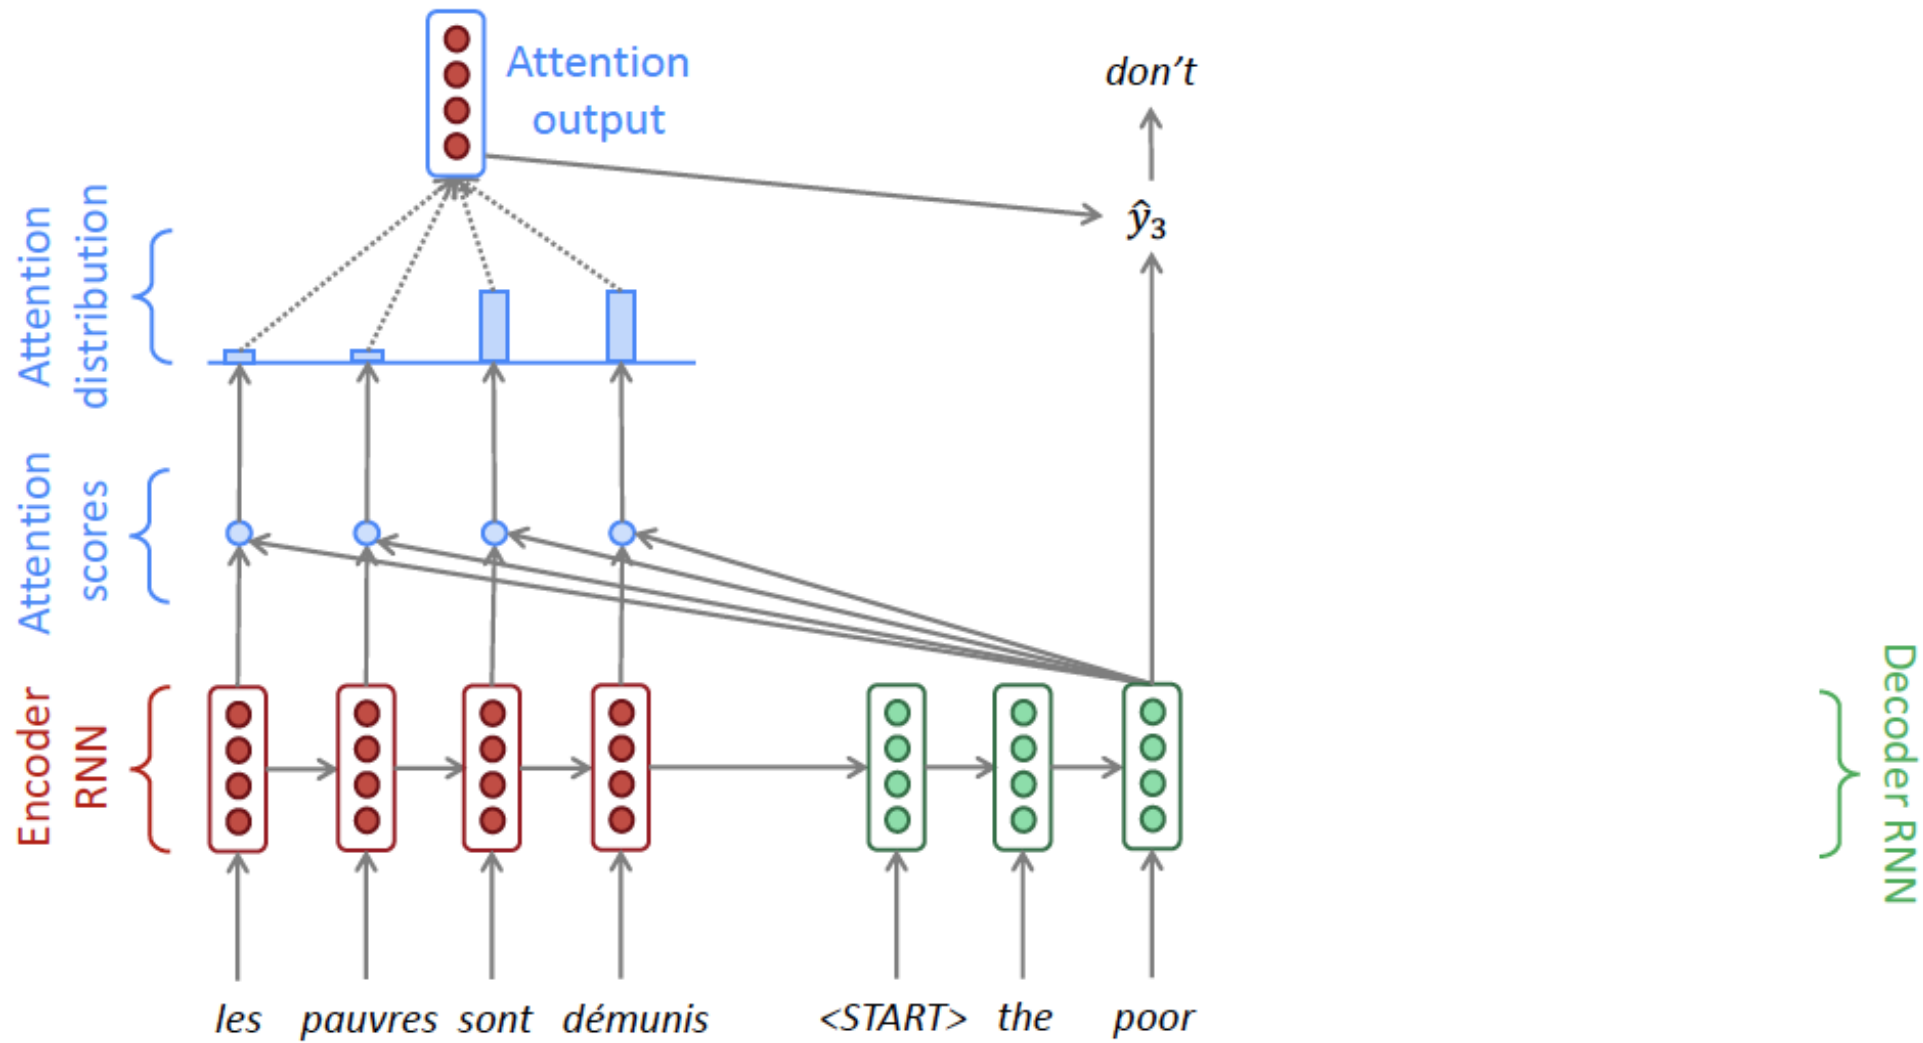 Attention
output
don't
ŷ₃
Attention
distribution
Attention
scores
Encoder
RNN
Decoder RNN
les pauvres sont démunis <START> the poor